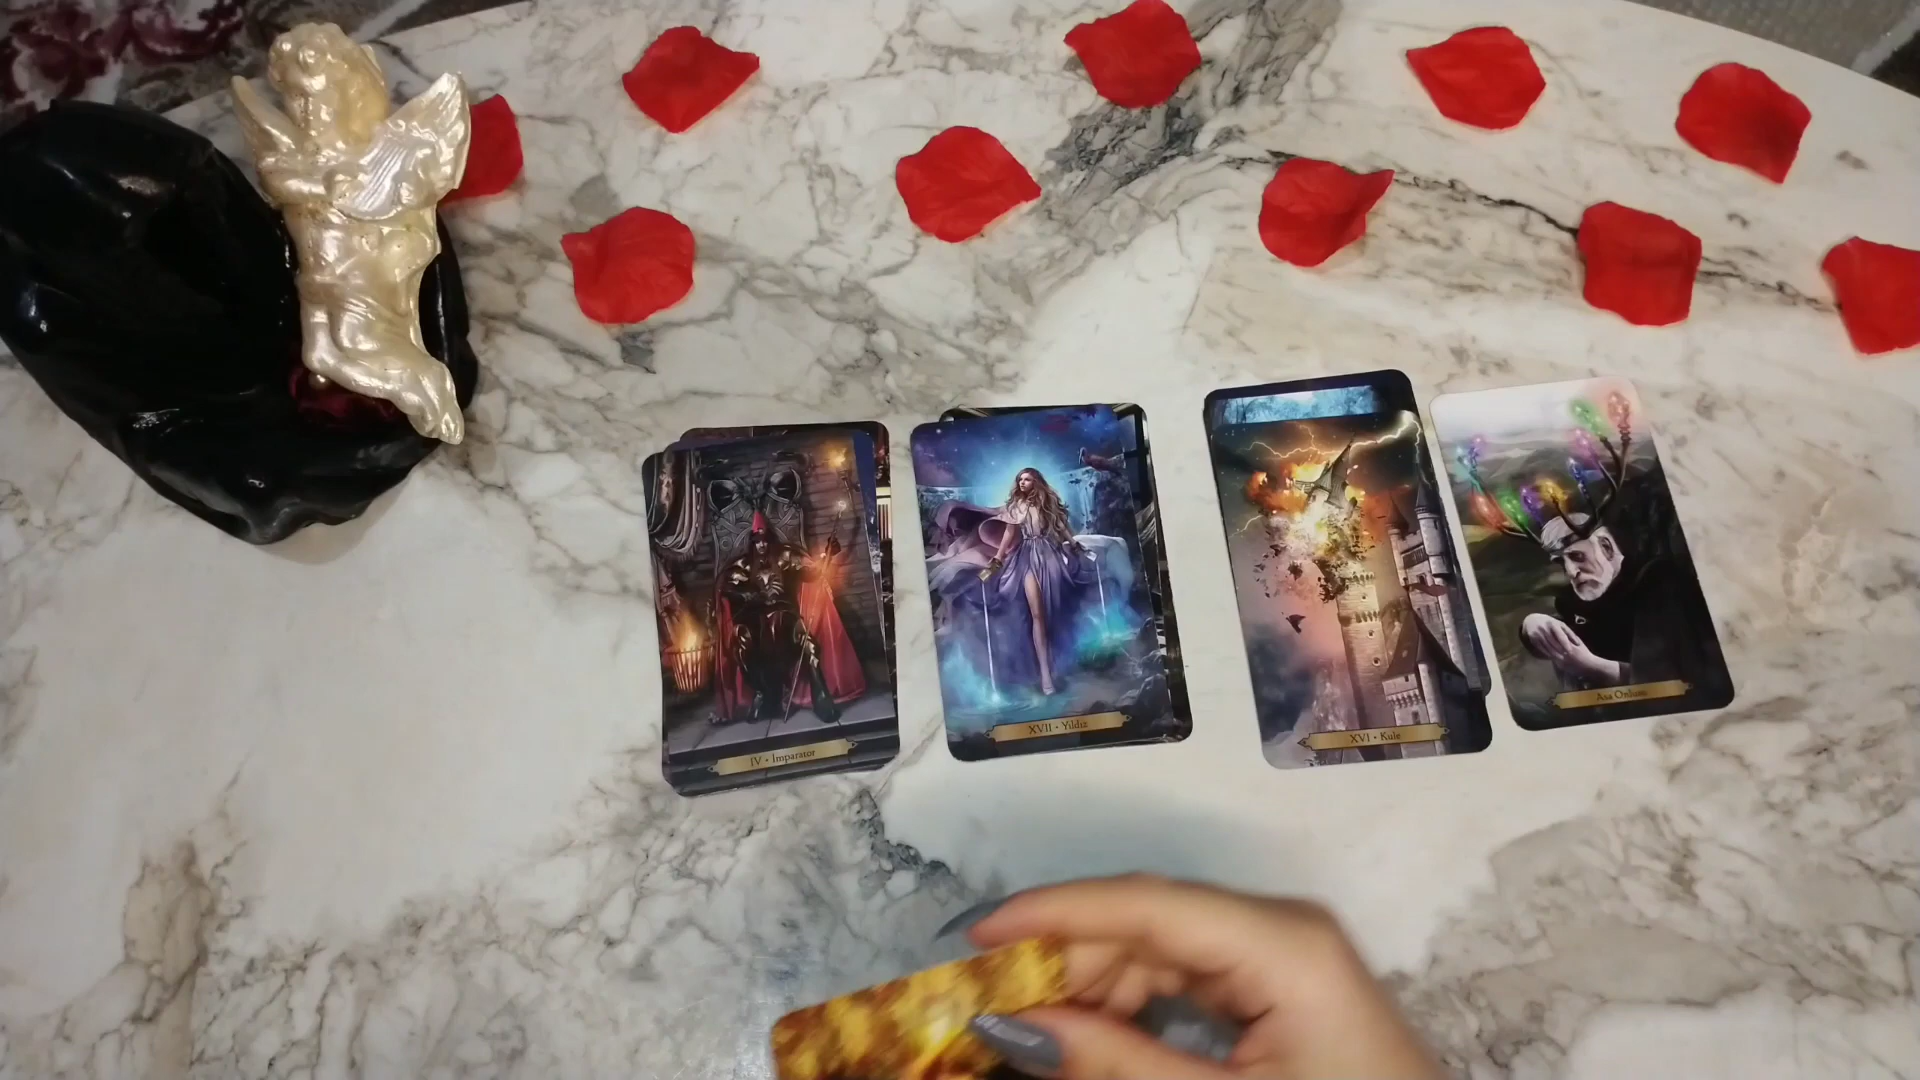 IV • İmparator
XVII • Yıldız
XVI • Kule
Asa Onlusu